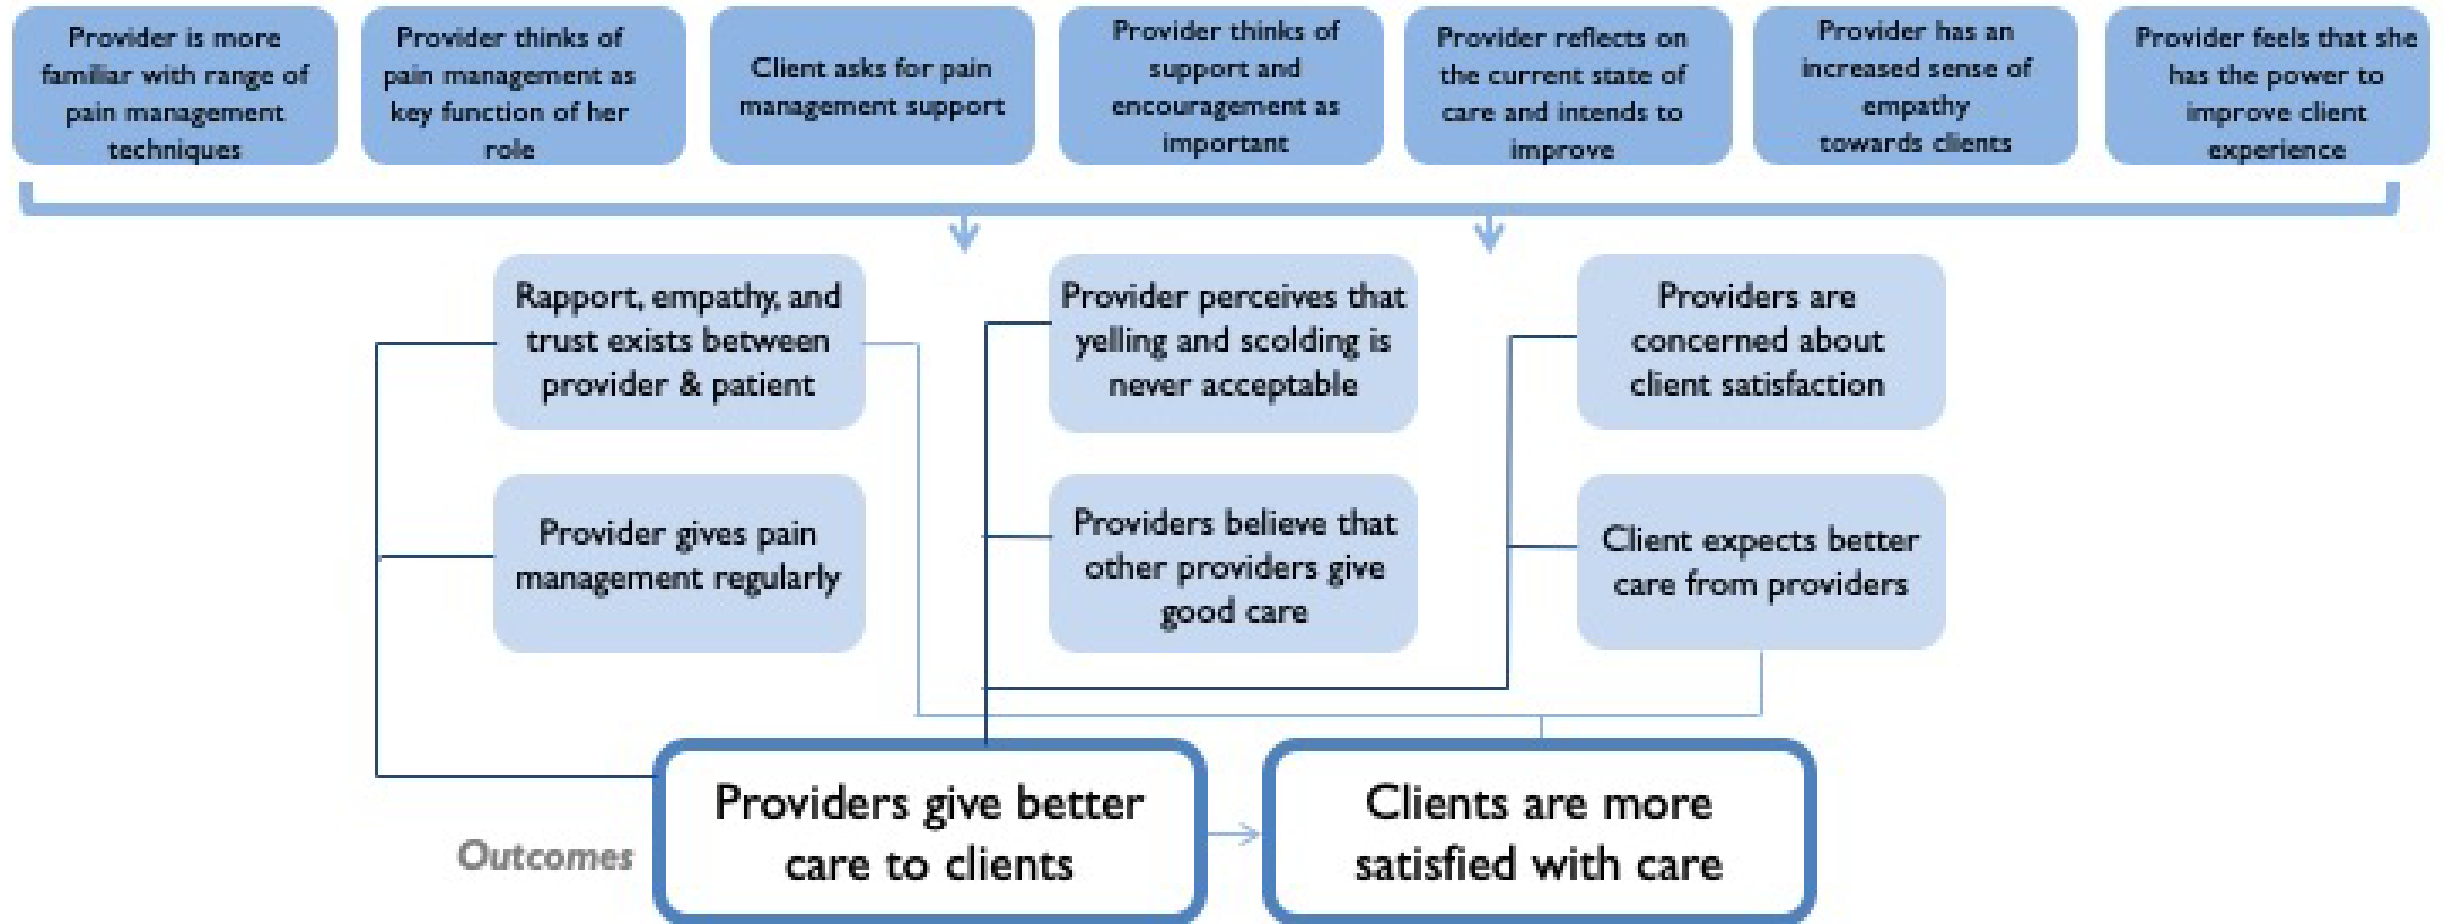 Provider is more
familiar with range of
pain management
techniques
Provider thinks of
pain management as
key function of her
role
Client asks for pain
management support
Provider thinks of
support and
encouragement as
important
Provider reflects on
the current state of
care and intends to
improve
Provider has an
increased sense of
empathy
towards clients
Provider feels that she
has the power to
improve client
experience
Rapport, empathy, and
trust exists between
provider & patient
Provider perceives that
yelling and scolding is
never acceptable
Providers are
concerned about
client satisfaction
Provider gives pain
management regularly
Providers believe that
other providers give
good care
Client expects better
care from providers
Outcomes
Providers give better
care to clients
Clients are more
satisfied with care